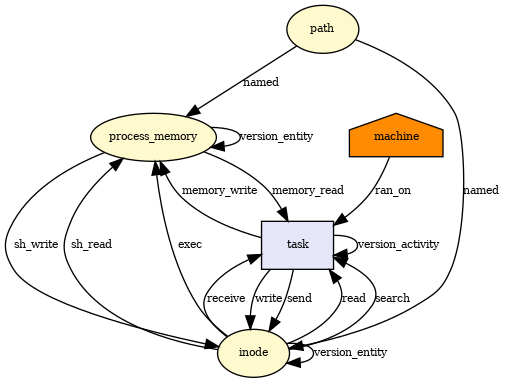 path
named
process_memory
version_entity
machine
memory_write
memory_read
ran_on
named
sh_write
sh_read
exec
task
version_activity
receive
write
send
read
search
inode
version_entity